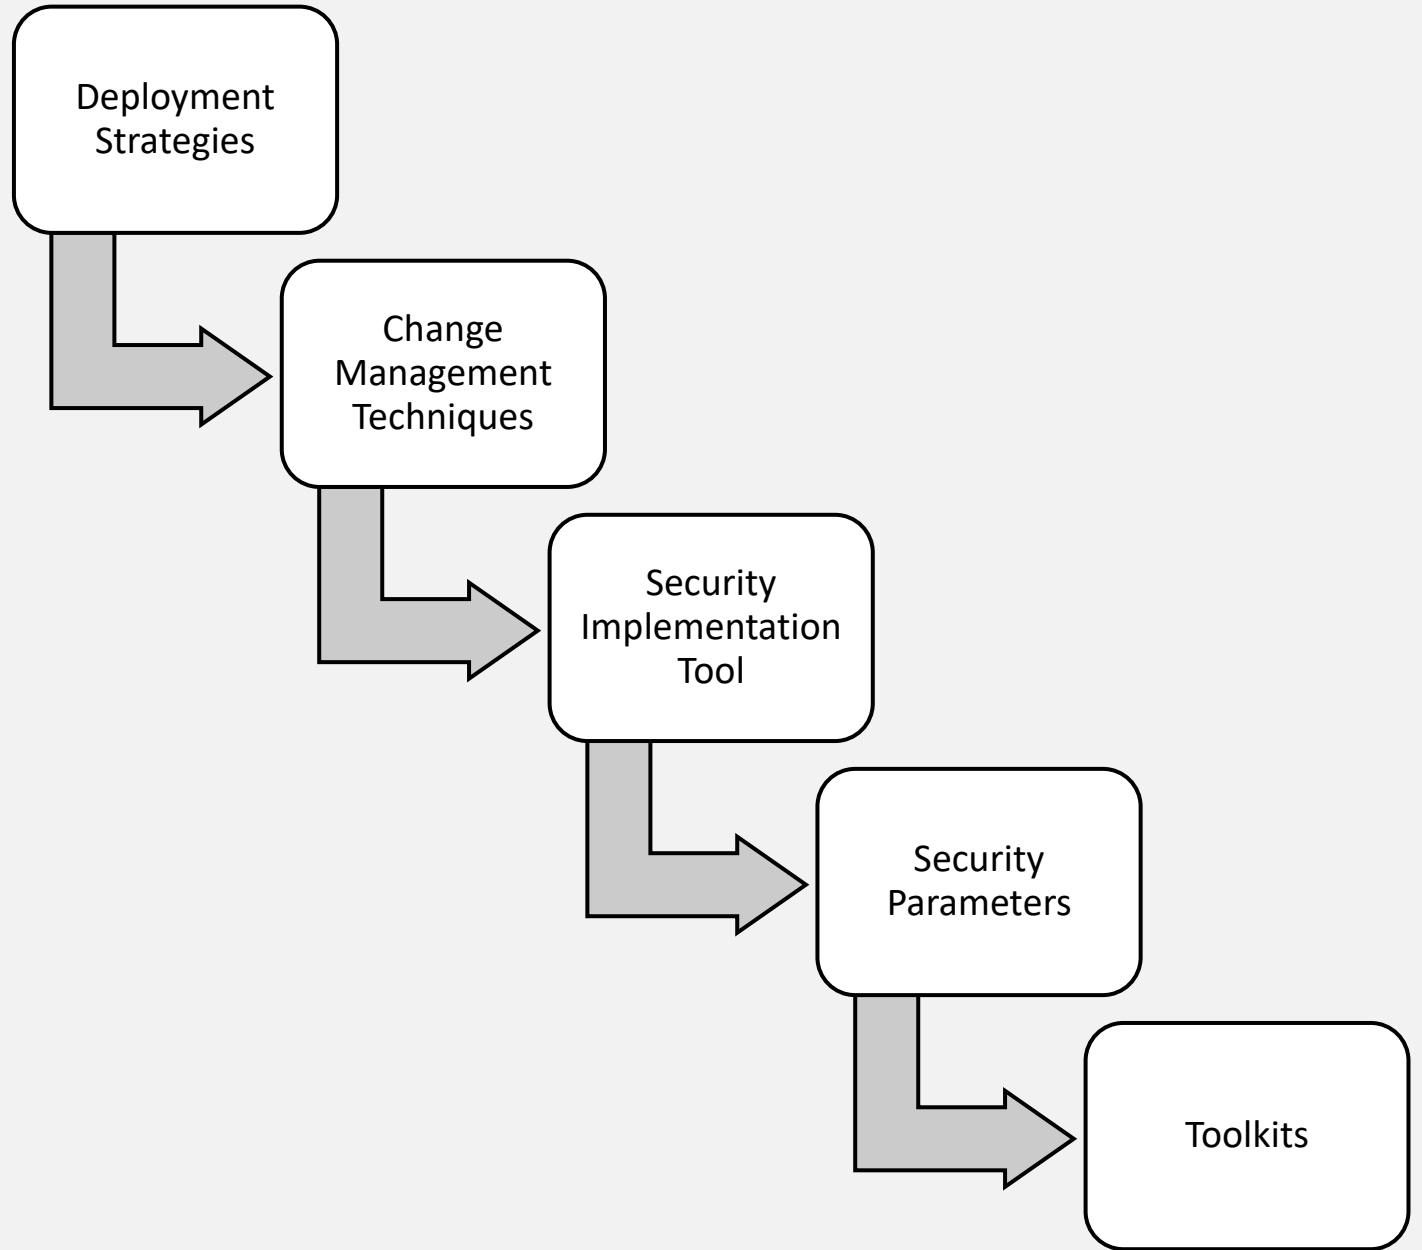 Deployment
Strategies
Change
Management
Techniques
Security
Implementation
Tool
Security
Parameters
Toolkits